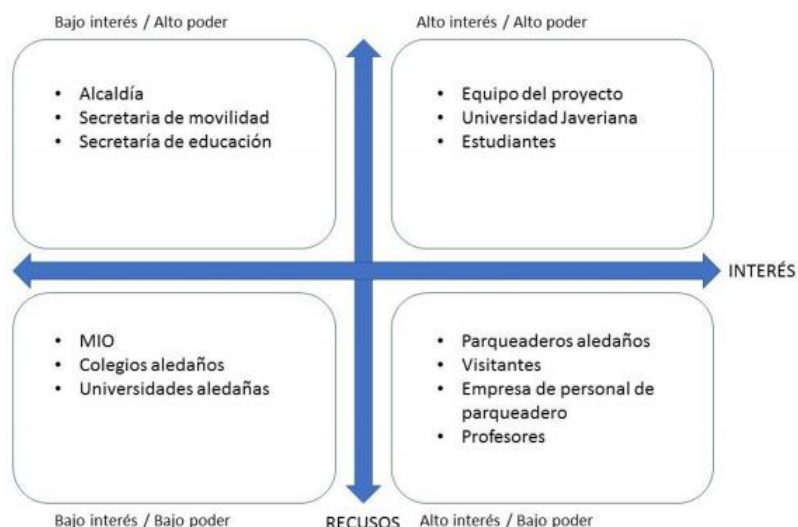 Bajo interés / Alto poder
Alto interés / Alto poder
• Alcaldía
• Secretaria de movilidad
• Secretaría de educación
• Equipo del proyecto
• Universidad Javeriana
• Estudiantes
INTERÉS
• MIO
• Colegios aledaños
• Universidades aledañas
• Parqueaderos aledaños
• Visitantes
• Empresa de personal de
parqueadero
• Profesores
Bajo interés / Bajo poder
RECUSOS
Alto interés / Bajo poder